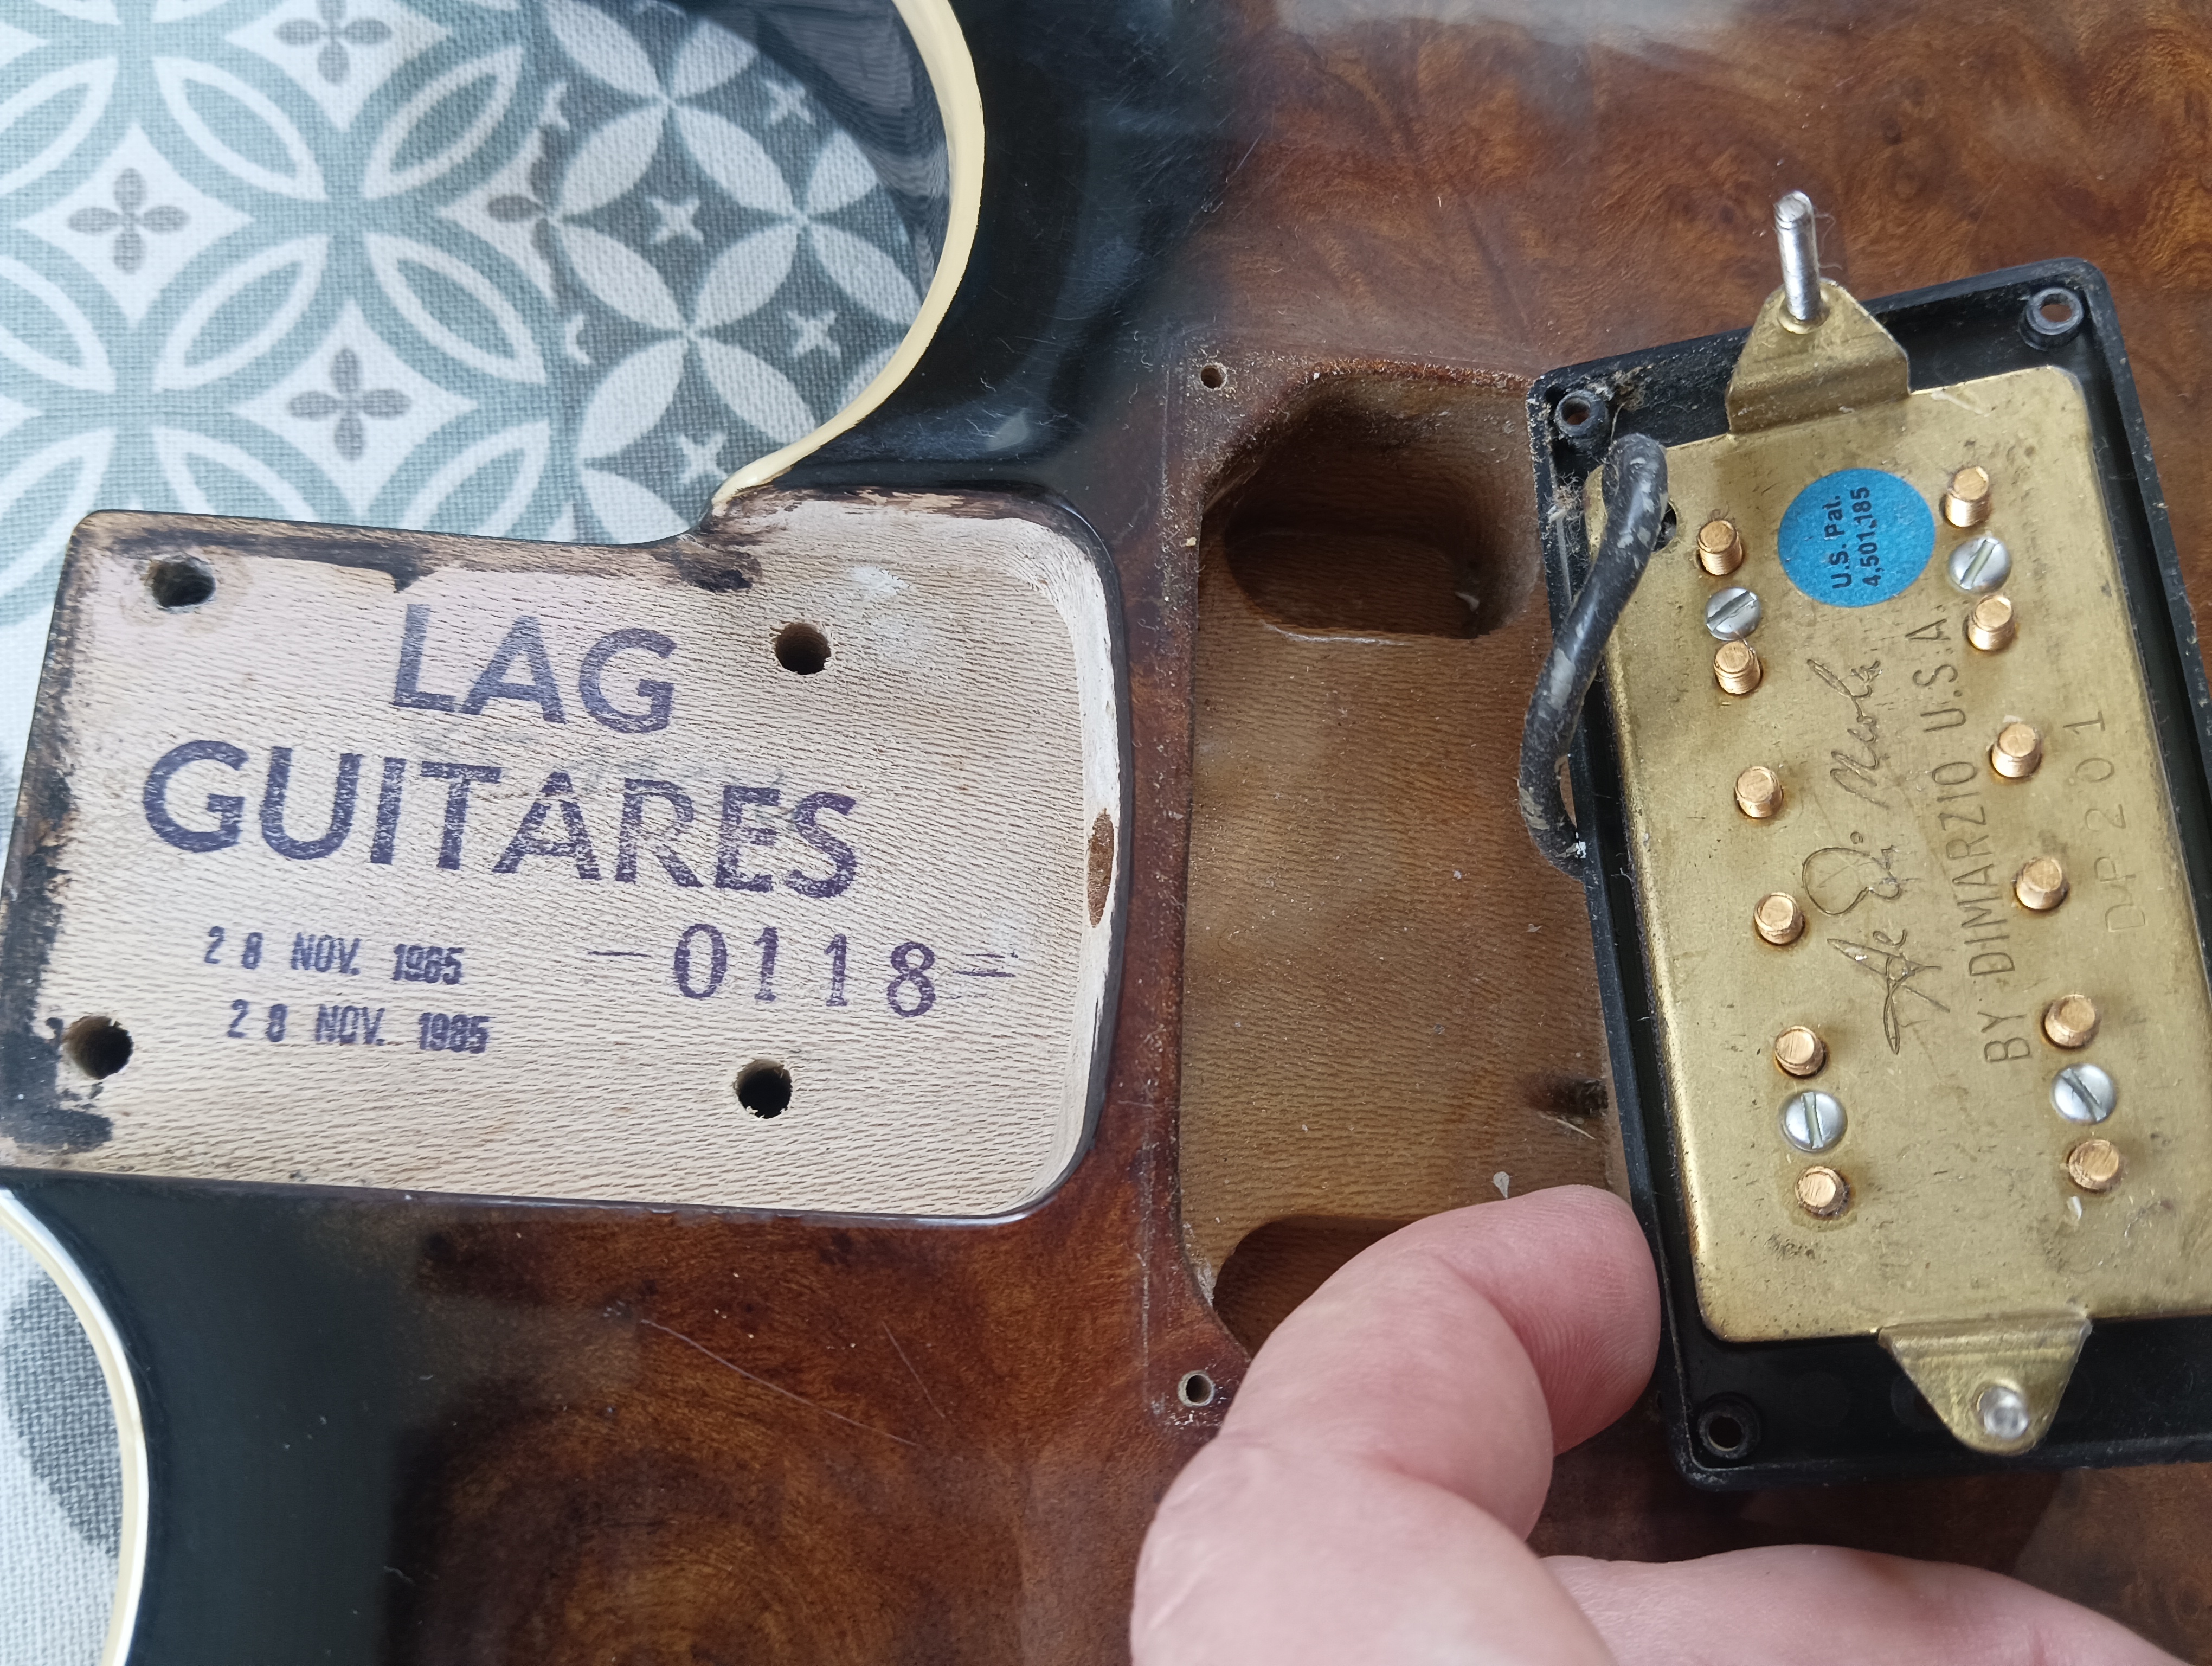 LAG
GUITARES
28 NOV. 1985 -0118=
28 NOV. 1985
U.S. Pat.
4,501,185
Al Di Meola
BY DIMARZIO U.S.A.
DP201